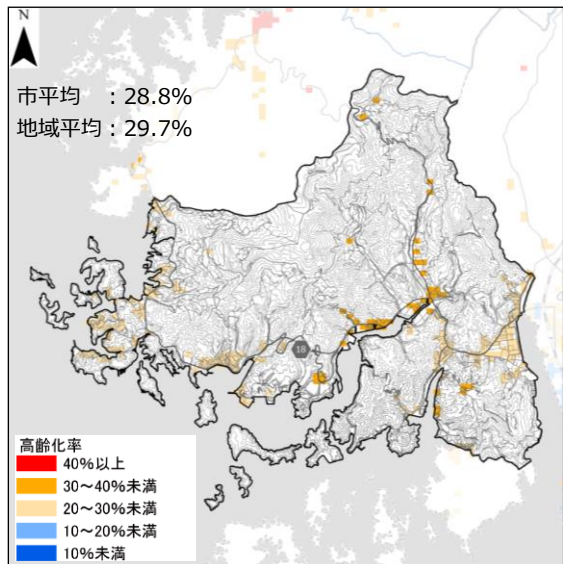 N
市平均　：28.8%
地域平均：29.7%
18
高齢化率
40%以上
30～40%未満
20～30%未満
10～20%未満
10%未満